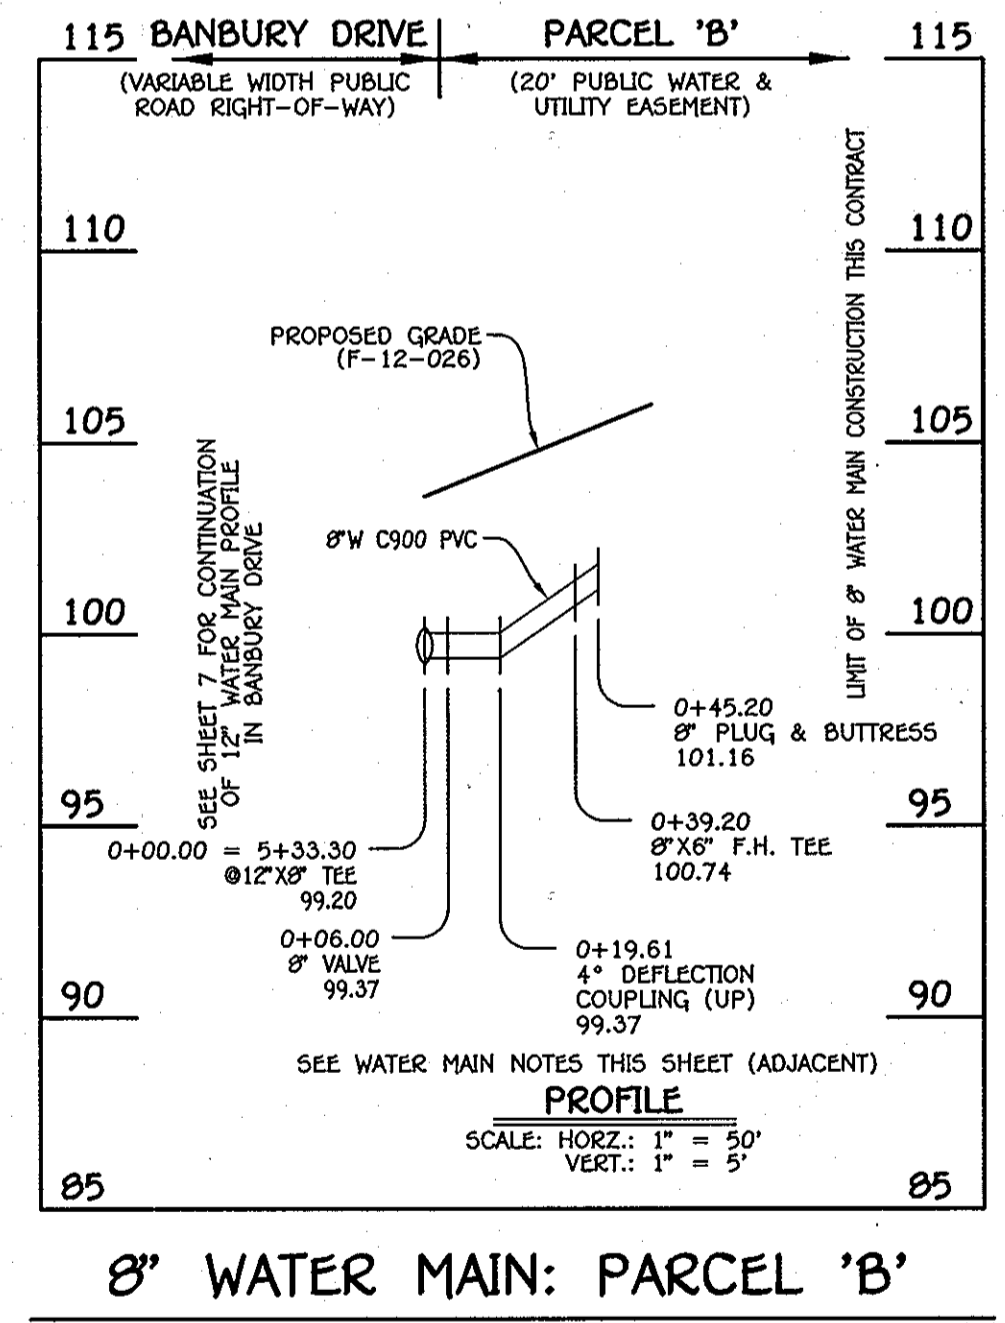 115 BANBURY DRIVE PARCEL 'B' 115
(VARIABLE WIDTH PUBLIC
ROAD RIGHT-OF-WAY)
(20' PUBLIC WATER &
UTILITY EASEMENT)
LIMIT OF 8" WATER MAIN CONSTRUCTION THIS CONTRACT
110 110
PROPOSED GRADE
(F-12-026)
105 105
SEE SHEET 7 FOR CONTINUATION
OF 12" WATER MAIN PROFILE
IN BANBURY DRIVE
8"W C900 PVC
100 100
0+45.20
8" PLUG & BUTTRESS
101.16
95 95
0+39.20
8"X6" F.H. TEE
100.74
0+00.00 = 5+33.30
@12"X8" TEE
99.20
0+06.00
8" VALVE
99.37
0+19.61
4° DEFLECTION
COUPLING (UP)
99.37
90 90
SEE WATER MAIN NOTES THIS SHEET (ADJACENT)
PROFILE
SCALE: HORZ.: 1" = 50'
VERT.: 1" = 5'
85 85
8" WATER MAIN: PARCEL 'B'